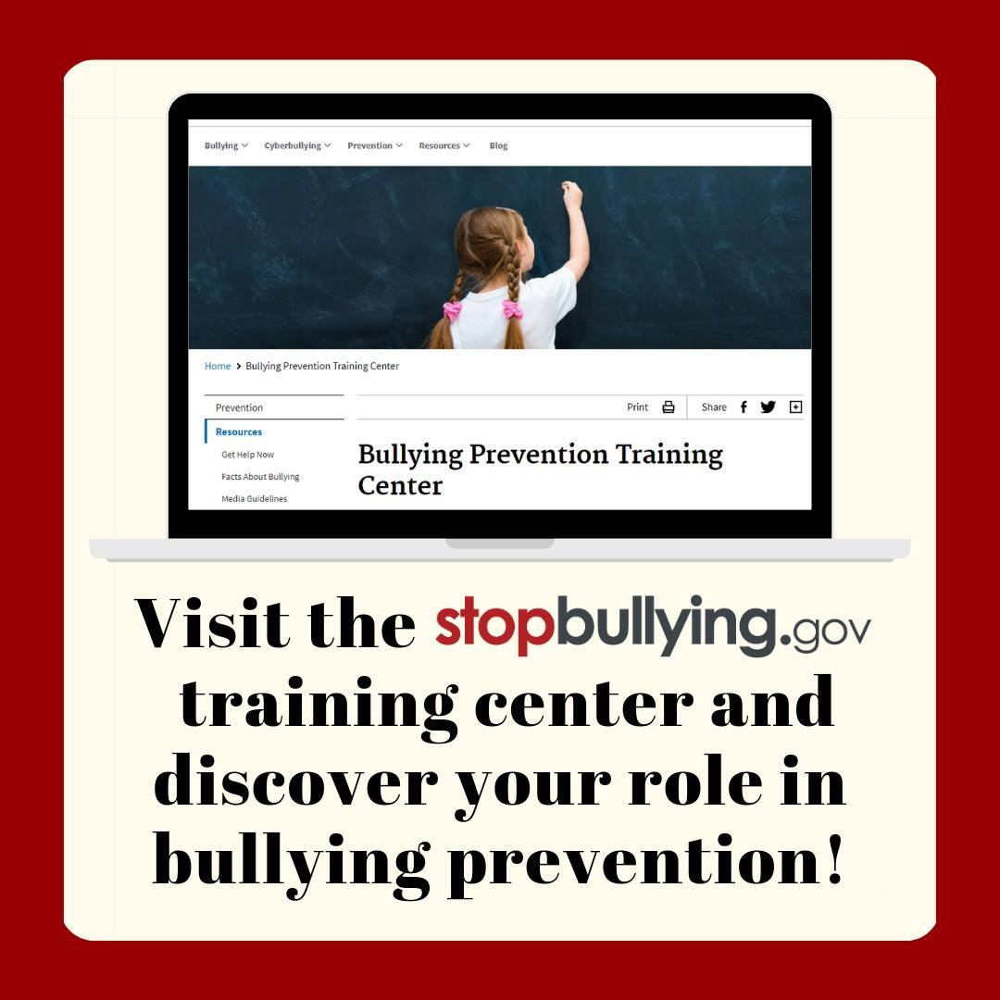 Bullying Cyberbullying Prevention Resources Blog
Home > Bullying Prevention Training Center
Prevention
Print Share
Resources
Get Help Now
Facts About Bullying
Media Guidelines
Bullying Prevention Training
Center
Visit the stopbullying.gov
training center and
discover your role in
bullying prevention!